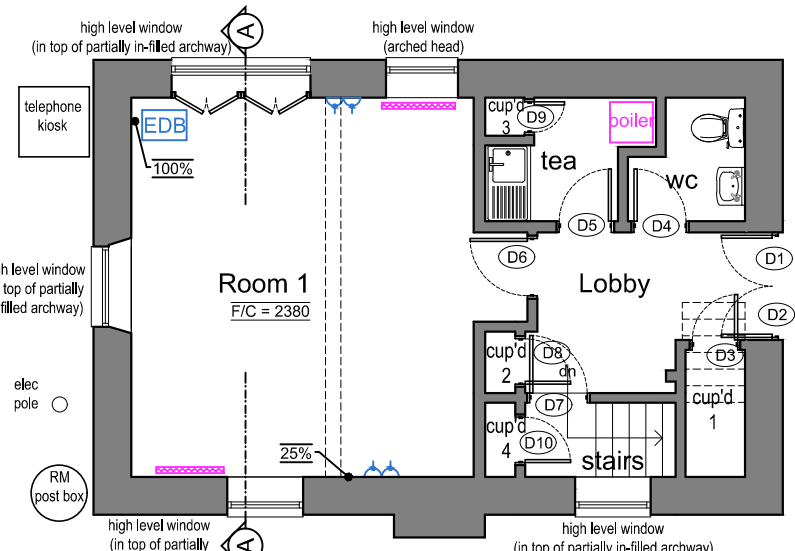 high level window
(in top of partially in-filled archway)
A
high level window
(arched head)
telephone
kiosk
EDB
100%
cup'd
3
D9
boiler
tea
wc
D5
D4
D6
D1
h level window
top of partially
filled archway)
Room 1
F/C = 2380
Lobby
D2
cup'd
2
D8
dn
D3
elec
pole
D7
cup'd
1
cup'd
4
D10
25%
stairs
RM
post box
high level window
(in top of partially
A
high level window
(in top of partially in-filled archway)